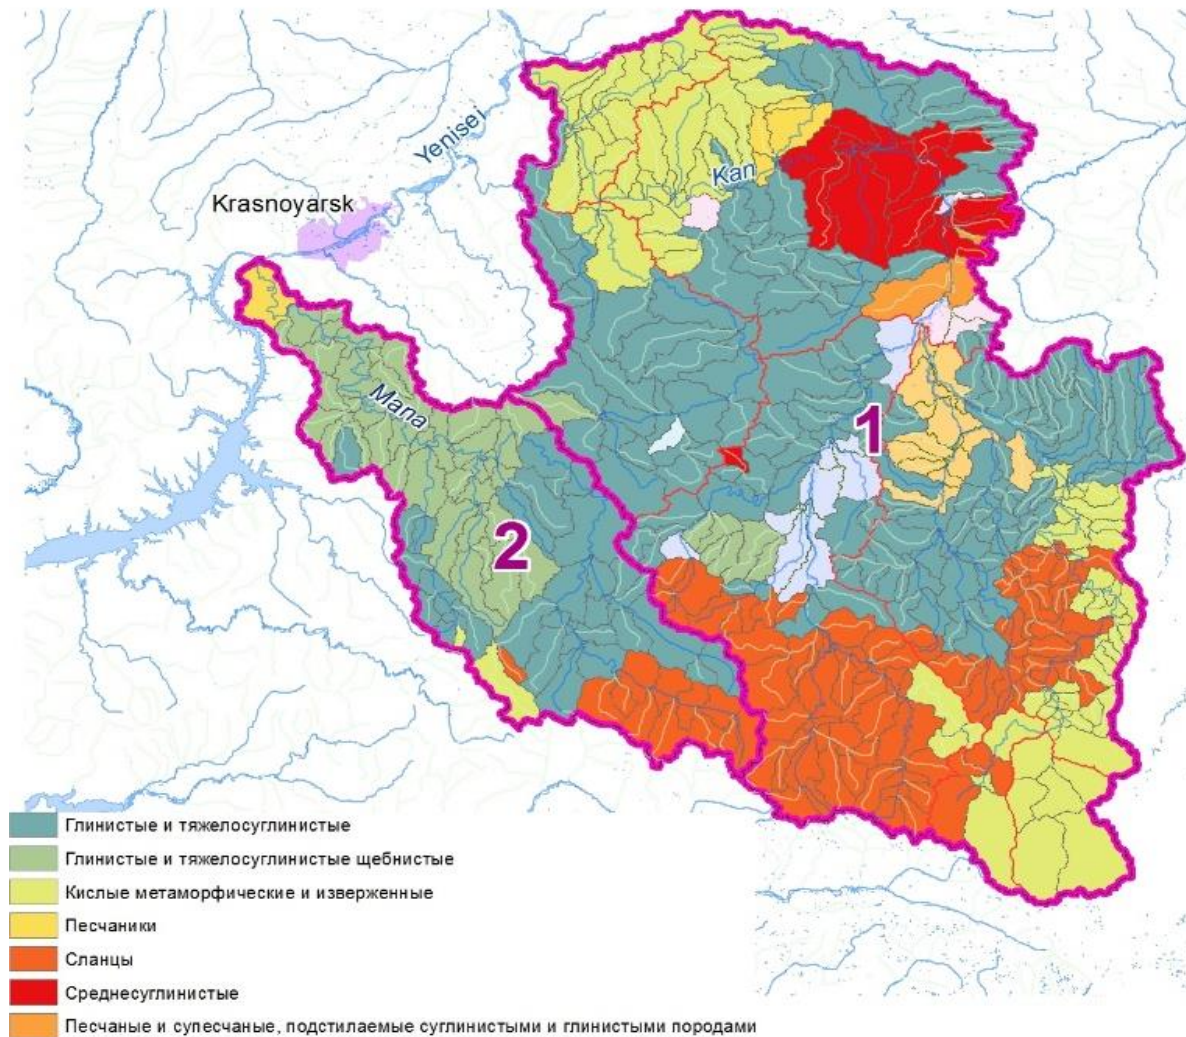 Yenisei
Kan
Krasnoyarsk
Mana
1
2
Глинистые и тяжелосуглинистые
Глинистые и тяжелосуглинистые щебнистые
Кислые метаморфические и изверженные
Песчаники
Сланцы
Среднесуглинистые
Песчаные и супесчаные, подстилаемые суглинистыми и глинистыми породами